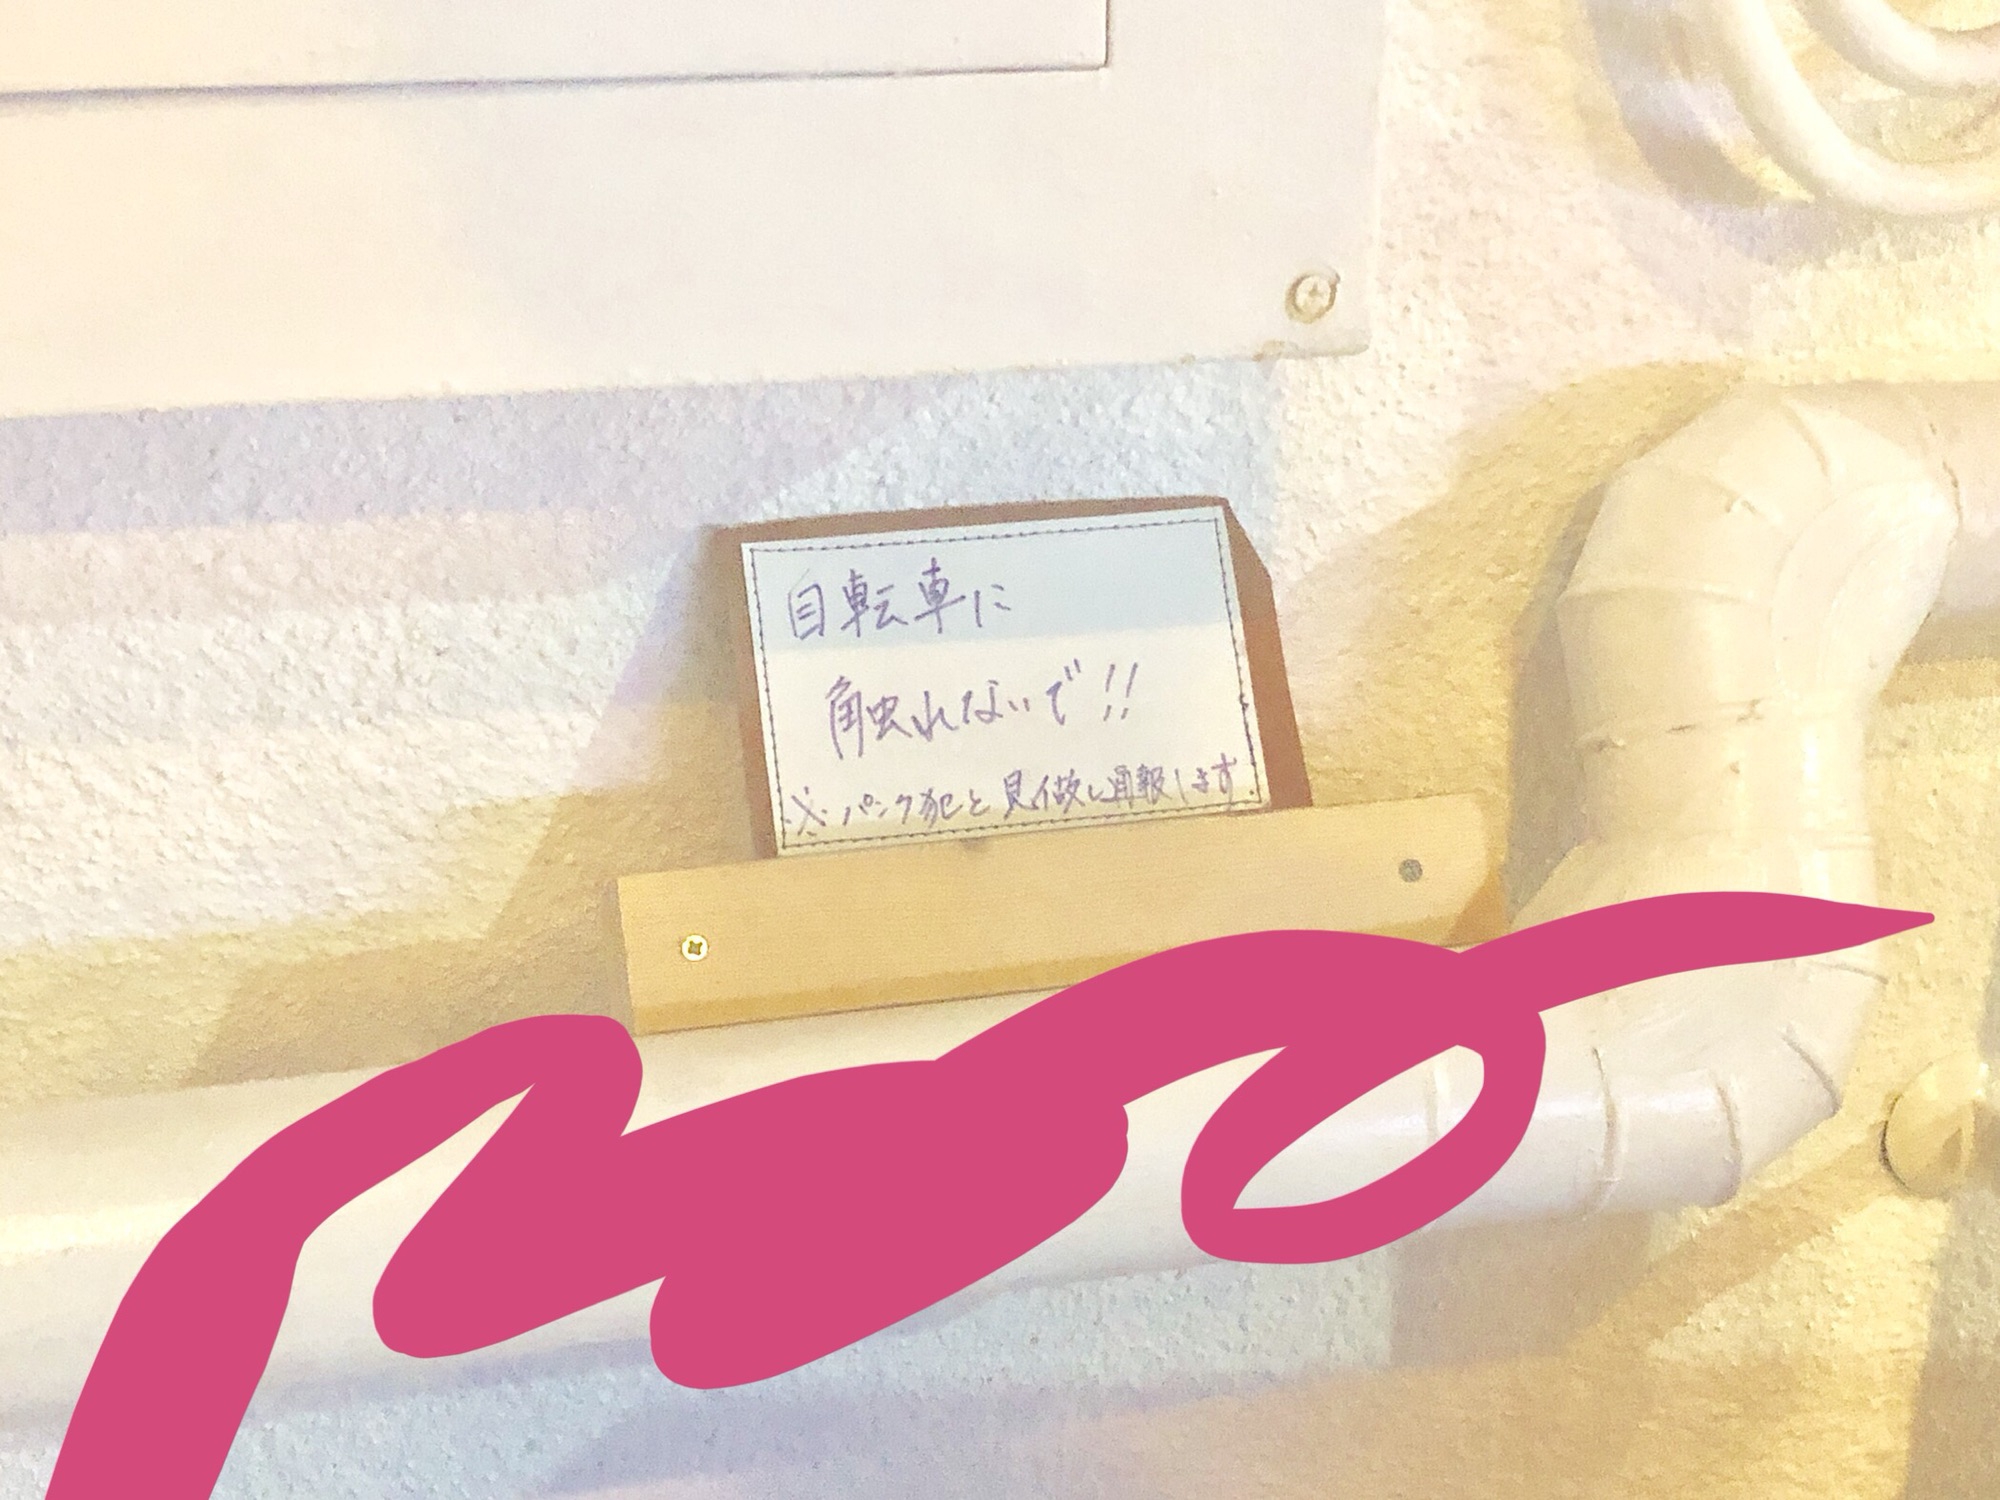 自転車に
触れないで!!
※パンク犯と見做し通報します